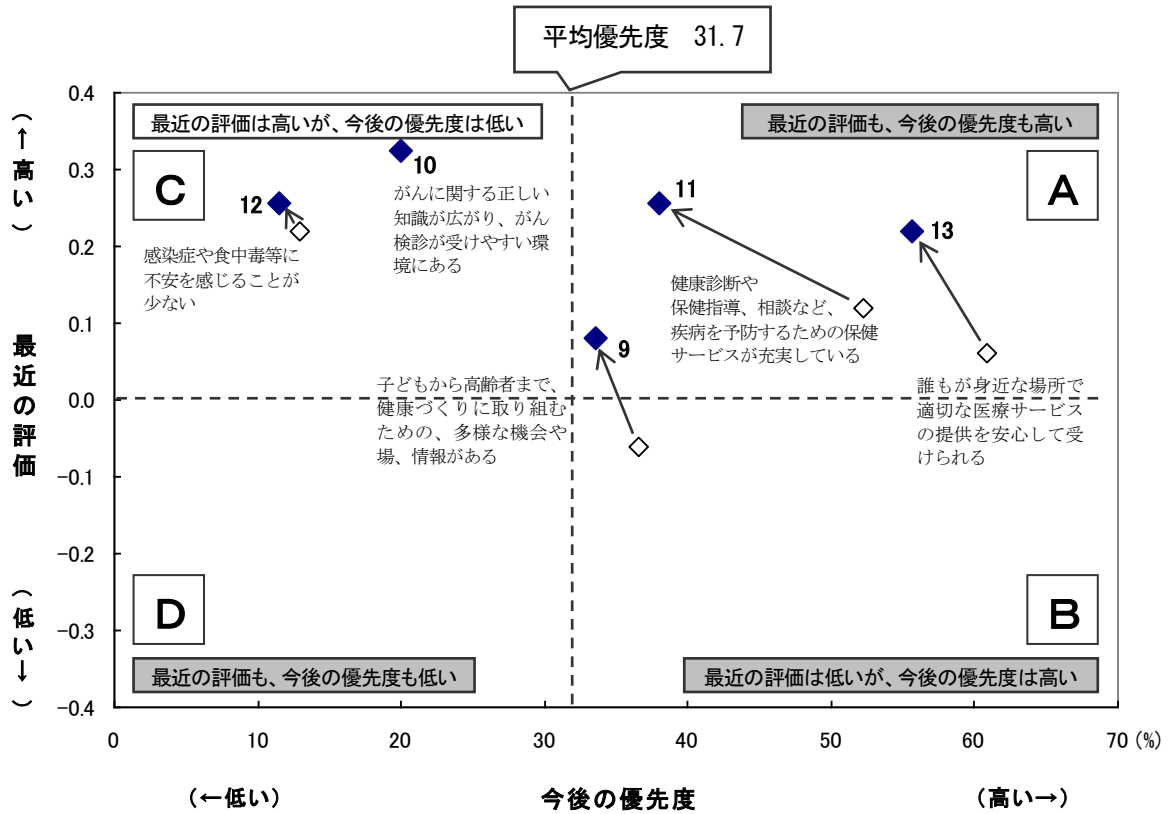 平均優先度 31.7
0.4
0.3
0.2
0.1
0.0
-0.1
-0.2
-0.3
-0.4
(↑高い)
最近の評価
(低い↓)
最近の評価は高いが、今後の優先度は低い
最近の評価も、今後の優先度も高い
C
A
10
がんに関する正しい
知識が広がり、がん
検診が受けやすい環
境にある
12
感染症や食中毒等に
不安を感じることが
少ない
11
健康診断や
保健指導、相談など、
疾病を予防するための保健
サービスが充実している
13
誰もが身近な場所で
適切な医療サービス
の提供を安心して受
けられる
9
子どもから高齢者まで、
健康づくりに取り組む
ための、多様な機会や
場、情報がある
D
B
最近の評価も、今後の優先度も低い
最近の評価は低いが、今後の優先度は高い
0 10 20 30 40 50 60 70 (%)
(←低い) 今後の優先度 (高い→)